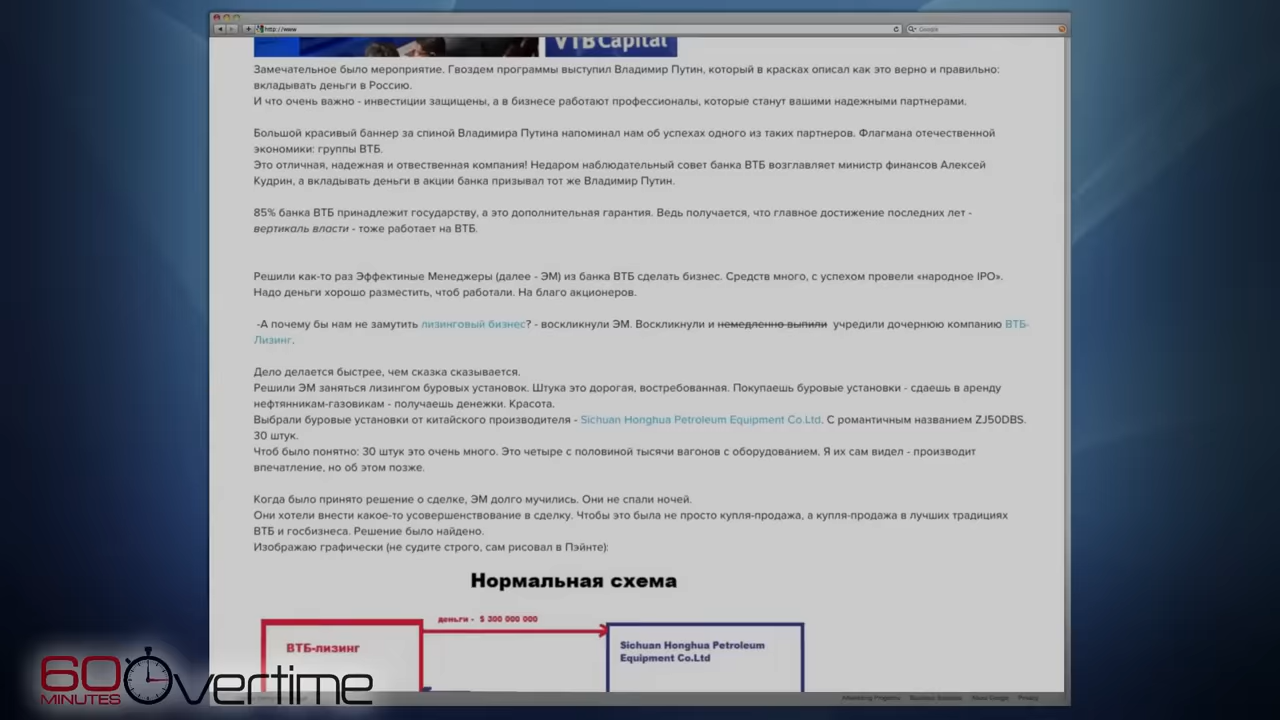 http://www
Google
VTB Capital
Замечательное было мероприятие. Гвоздем программы выступил Владимир Путин, который в красках описал как это верно и правильно:
вкладывать деньги в Россию.
И что очень важно - инвестиции защищены, а в бизнесе работают профессионалы, которые станут вашими надежными партнерами.
Большой красивый баннер за спиной Владимира Путина напоминал нам об успехах одного из таких партнеров. Флагмана отечественной
экономики: группы ВТБ.
Это отличная, надежная и отвественная компания! Недаром наблюдательный совет банка ВТБ возглавляет министр финансов Алексей
Кудрин, а вкладывать деньги в акции банка призывал тот же Владимир Путин.
85% банка ВТБ принадлежит государству, а это дополнительная гарантия. Ведь получается, что главное достижение последних лет -
вертикаль власти - тоже работает на ВТБ.
Решили как-то раз Эффектиные Менеджеры (далее - ЭМ) из банка ВТБ сделать бизнес. Средств много, с успехом провели «народное IPO».
Надо деньги хорошо разместить, чтоб работали. На благо акционеров.
-А почему бы нам не замутить лизинговый бизнес? - воскликнули ЭМ. Воскликнули и немедленно выпили учредили дочернюю компанию ВТБ-
Лизинг.
Дело делается быстрее, чем сказка сказывается.
Решили ЭМ заняться лизингом буровых установок. Штука это дорогая, востребованная. Покупаешь буровые установки - сдаешь в аренду
нефтянникам-газовикам - получаешь денежки. Красота.
Выбрали буровые установки от китайского производителя - Sichuan Honghua Petroleum Equipment Co.Ltd. С романтичным названием ZJ50DBS.
30 штук.
Чтоб было понятно: 30 штук это очень много. Это четыре с половиной тысячи вагонов с оборудованием. Я их сам видел - производит
впечатление, но об этом позже.
Когда было принято решение о сделке, ЭМ долго мучились. Они не спали ночей.
Они хотели внести какое-то усовершенствование в сделку. Чтобы это была не просто купля-продажа, а купля-продажа в лучших традициях
ВТБ и госбизнеса. Решение было найдено.
Изображаю графически (не судите строго, сам рисовал в Пэйнте):
Нормальная схема
деньги - $ 300 000 000
ВТБ-лизинг
Sichuan Honghua Petroleum
Equipment Co.Ltd
60 MINUTES Overtime
Advertising Programs Business Solutions About Google Privacy